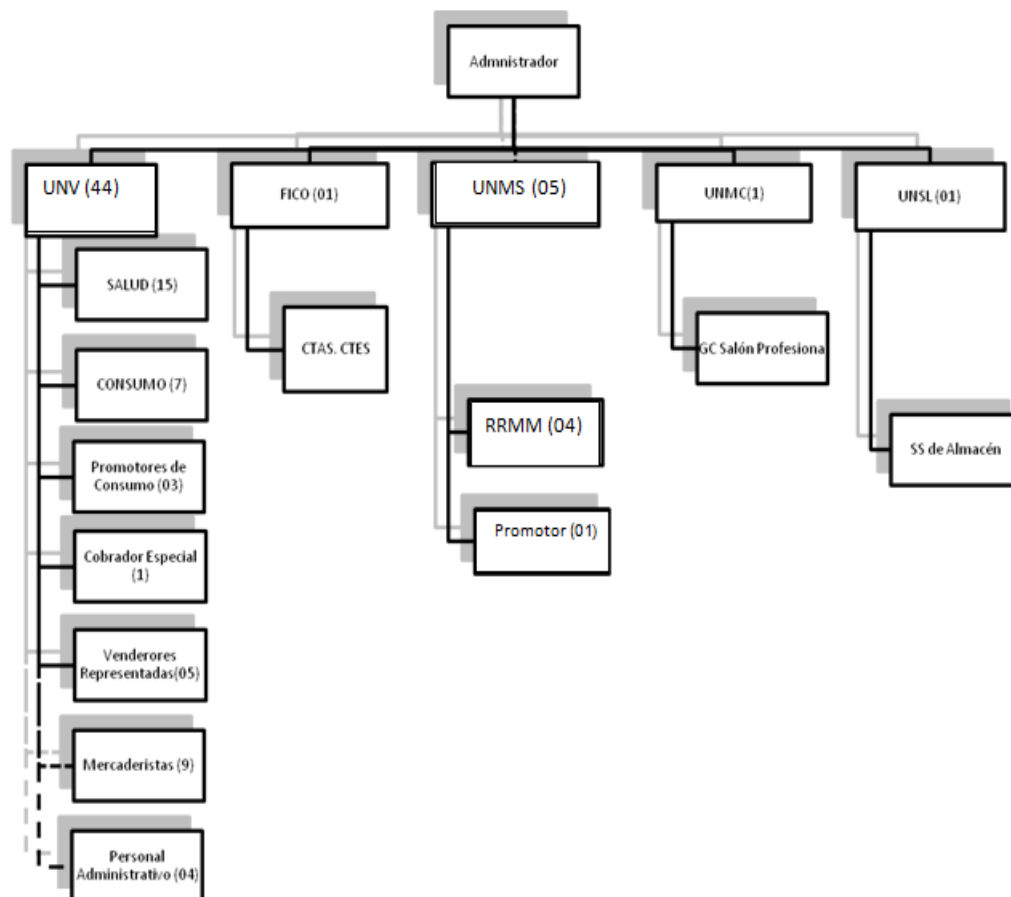 Admnistrador
UNV (44)
FICO (01)
UNMS (05)
UNMC(1)
UNSL (01)
SALUD (15)
CONSUMO (7)
Promotores de
Consumo (03)
Cobrador Especial
(1)
Venderores
Representadas(05)
Mercaderistas (9)
Personal
Administrativo (04)
CTAS. CTES
RRMM (04)
Promotor (01)
GC Salón Profesiona
SS de Almacén